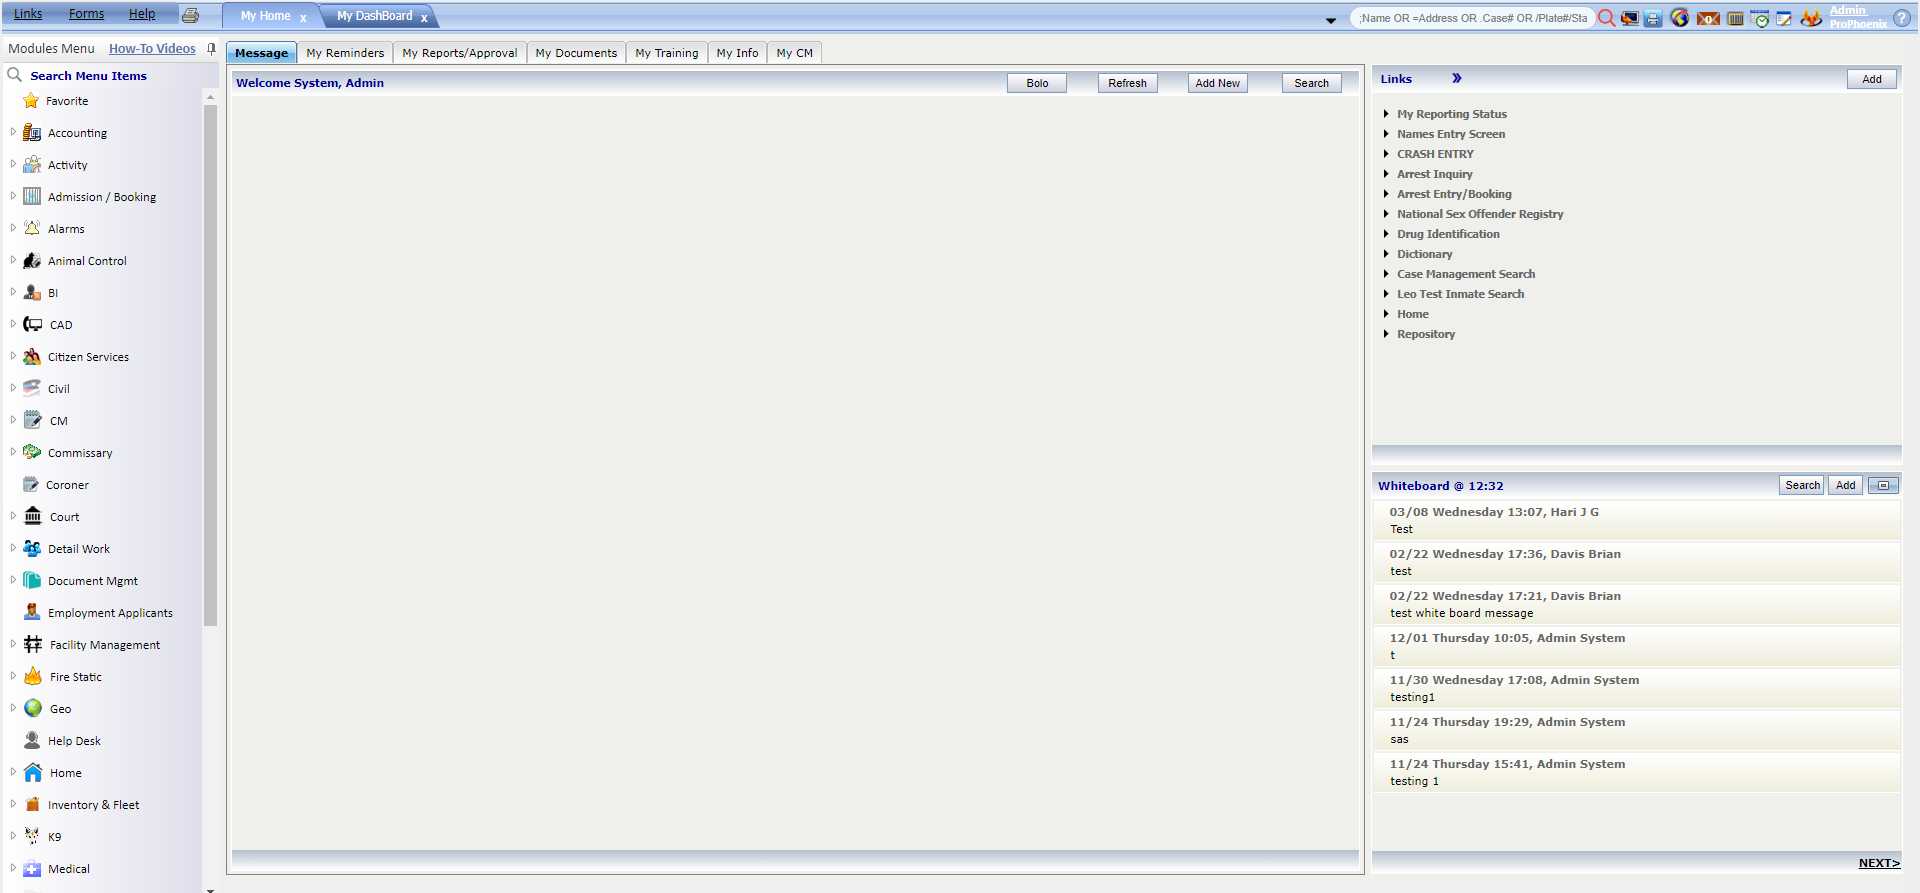 Links Forms Help
My Home x My DashBoard x
;Name OR =Address OR .Case# OR /Plate#/Sta
Admin
ProPhoenix
Modules Menu How-To Videos
Search Menu Items
Favorite
Accounting
Activity
Admission / Booking
Alarms
Animal Control
BI
CAD
Citizen Services
Civil
CM
Commissary
Coroner
Court
Detail Work
Document Mgmt
Employment Applicants
Facility Management
Fire Static
Geo
Help Desk
Home
Inventory & Fleet
K9
Medical
Message My Reminders My Reports/Approval My Documents My Training My Info My CM
Welcome System, Admin Bolo Refresh Add New Search
Links » Add
My Reporting Status
Names Entry Screen
CRASH ENTRY
Arrest Inquiry
Arrest Entry/Booking
National Sex Offender Registry
Drug Identification
Dictionary
Case Management Search
Leo Test Inmate Search
Home
Repository
Whiteboard @ 12:32 Search Add
03/08 Wednesday 13:07, Hari J G
Test
02/22 Wednesday 17:36, Davis Brian
test
02/22 Wednesday 17:21, Davis Brian
test white board message
12/01 Thursday 10:05, Admin System
t
11/30 Wednesday 17:08, Admin System
testing1
11/24 Thursday 19:29, Admin System
sas
11/24 Thursday 15:41, Admin System
testing 1
NEXT>